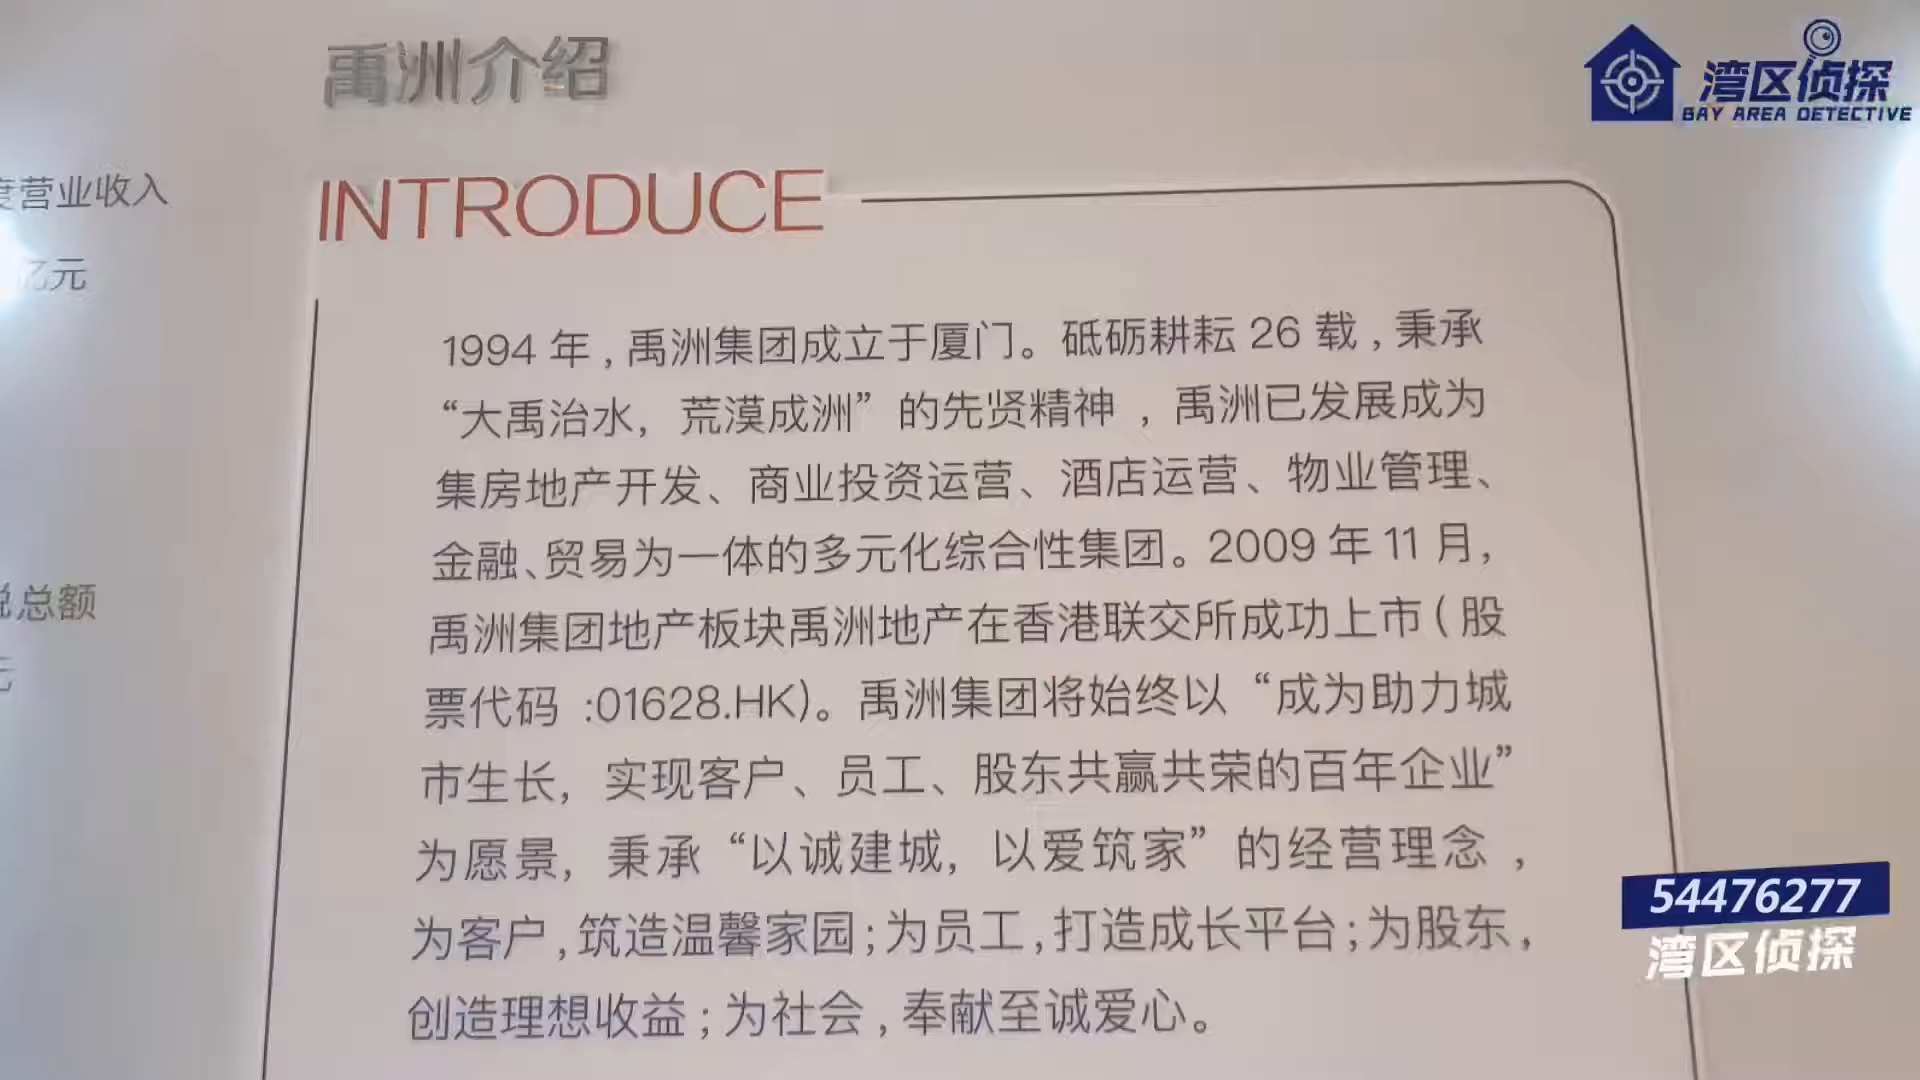 禹洲介绍
湾区侦探
BAY AREA DETECTIVE
INTRODUCE
营业收入
亿元
总额
元
1994 年，禹洲集团成立于厦门。砥砺耕耘 26 载，秉承
“大禹治水，荒漠成洲”的先贤精神，禹洲已发展成为
集房地产开发、商业投资运营、酒店运营、物业管理、
金融、贸易为一体的多元化综合性集团。2009 年 11 月，
禹洲集团地产板块禹洲地产在香港联交所成功上市（股
票代码 :01628.HK)。禹洲集团将始终以“成为助力城
市生长，实现客户、员工、股东共赢共荣的百年企业”
为愿景，秉承“以诚建城，以爱筑家”的经营理念，
为客户，筑造温馨家园；为员工，打造成长平台；为股东，
创造理想收益；为社会，奉献至诚爱心。
54476277
湾区侦探